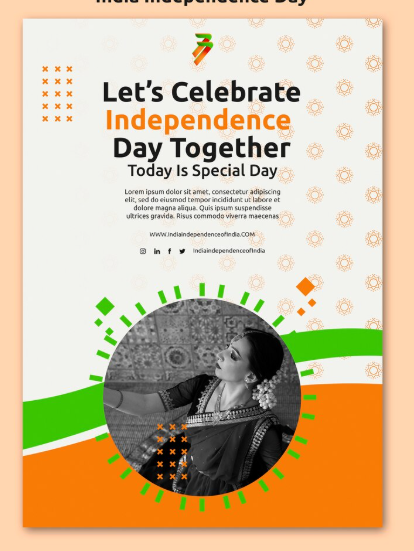 India Independence Day
Let's Celebrate
Independence
Day Together
Today Is Special Day
Lorem ipsum dolor sit amet, consectetur adipiscing
elit, sed do eiusmod tempor incididunt ut labore et
dolore magna aliqua. Quis ipsum suspendisse
ultrices gravida. Risus commodo viverra maecenas
WWW.IndiaIndependenceofIndia.COM
IndiaIndependenceofIndia